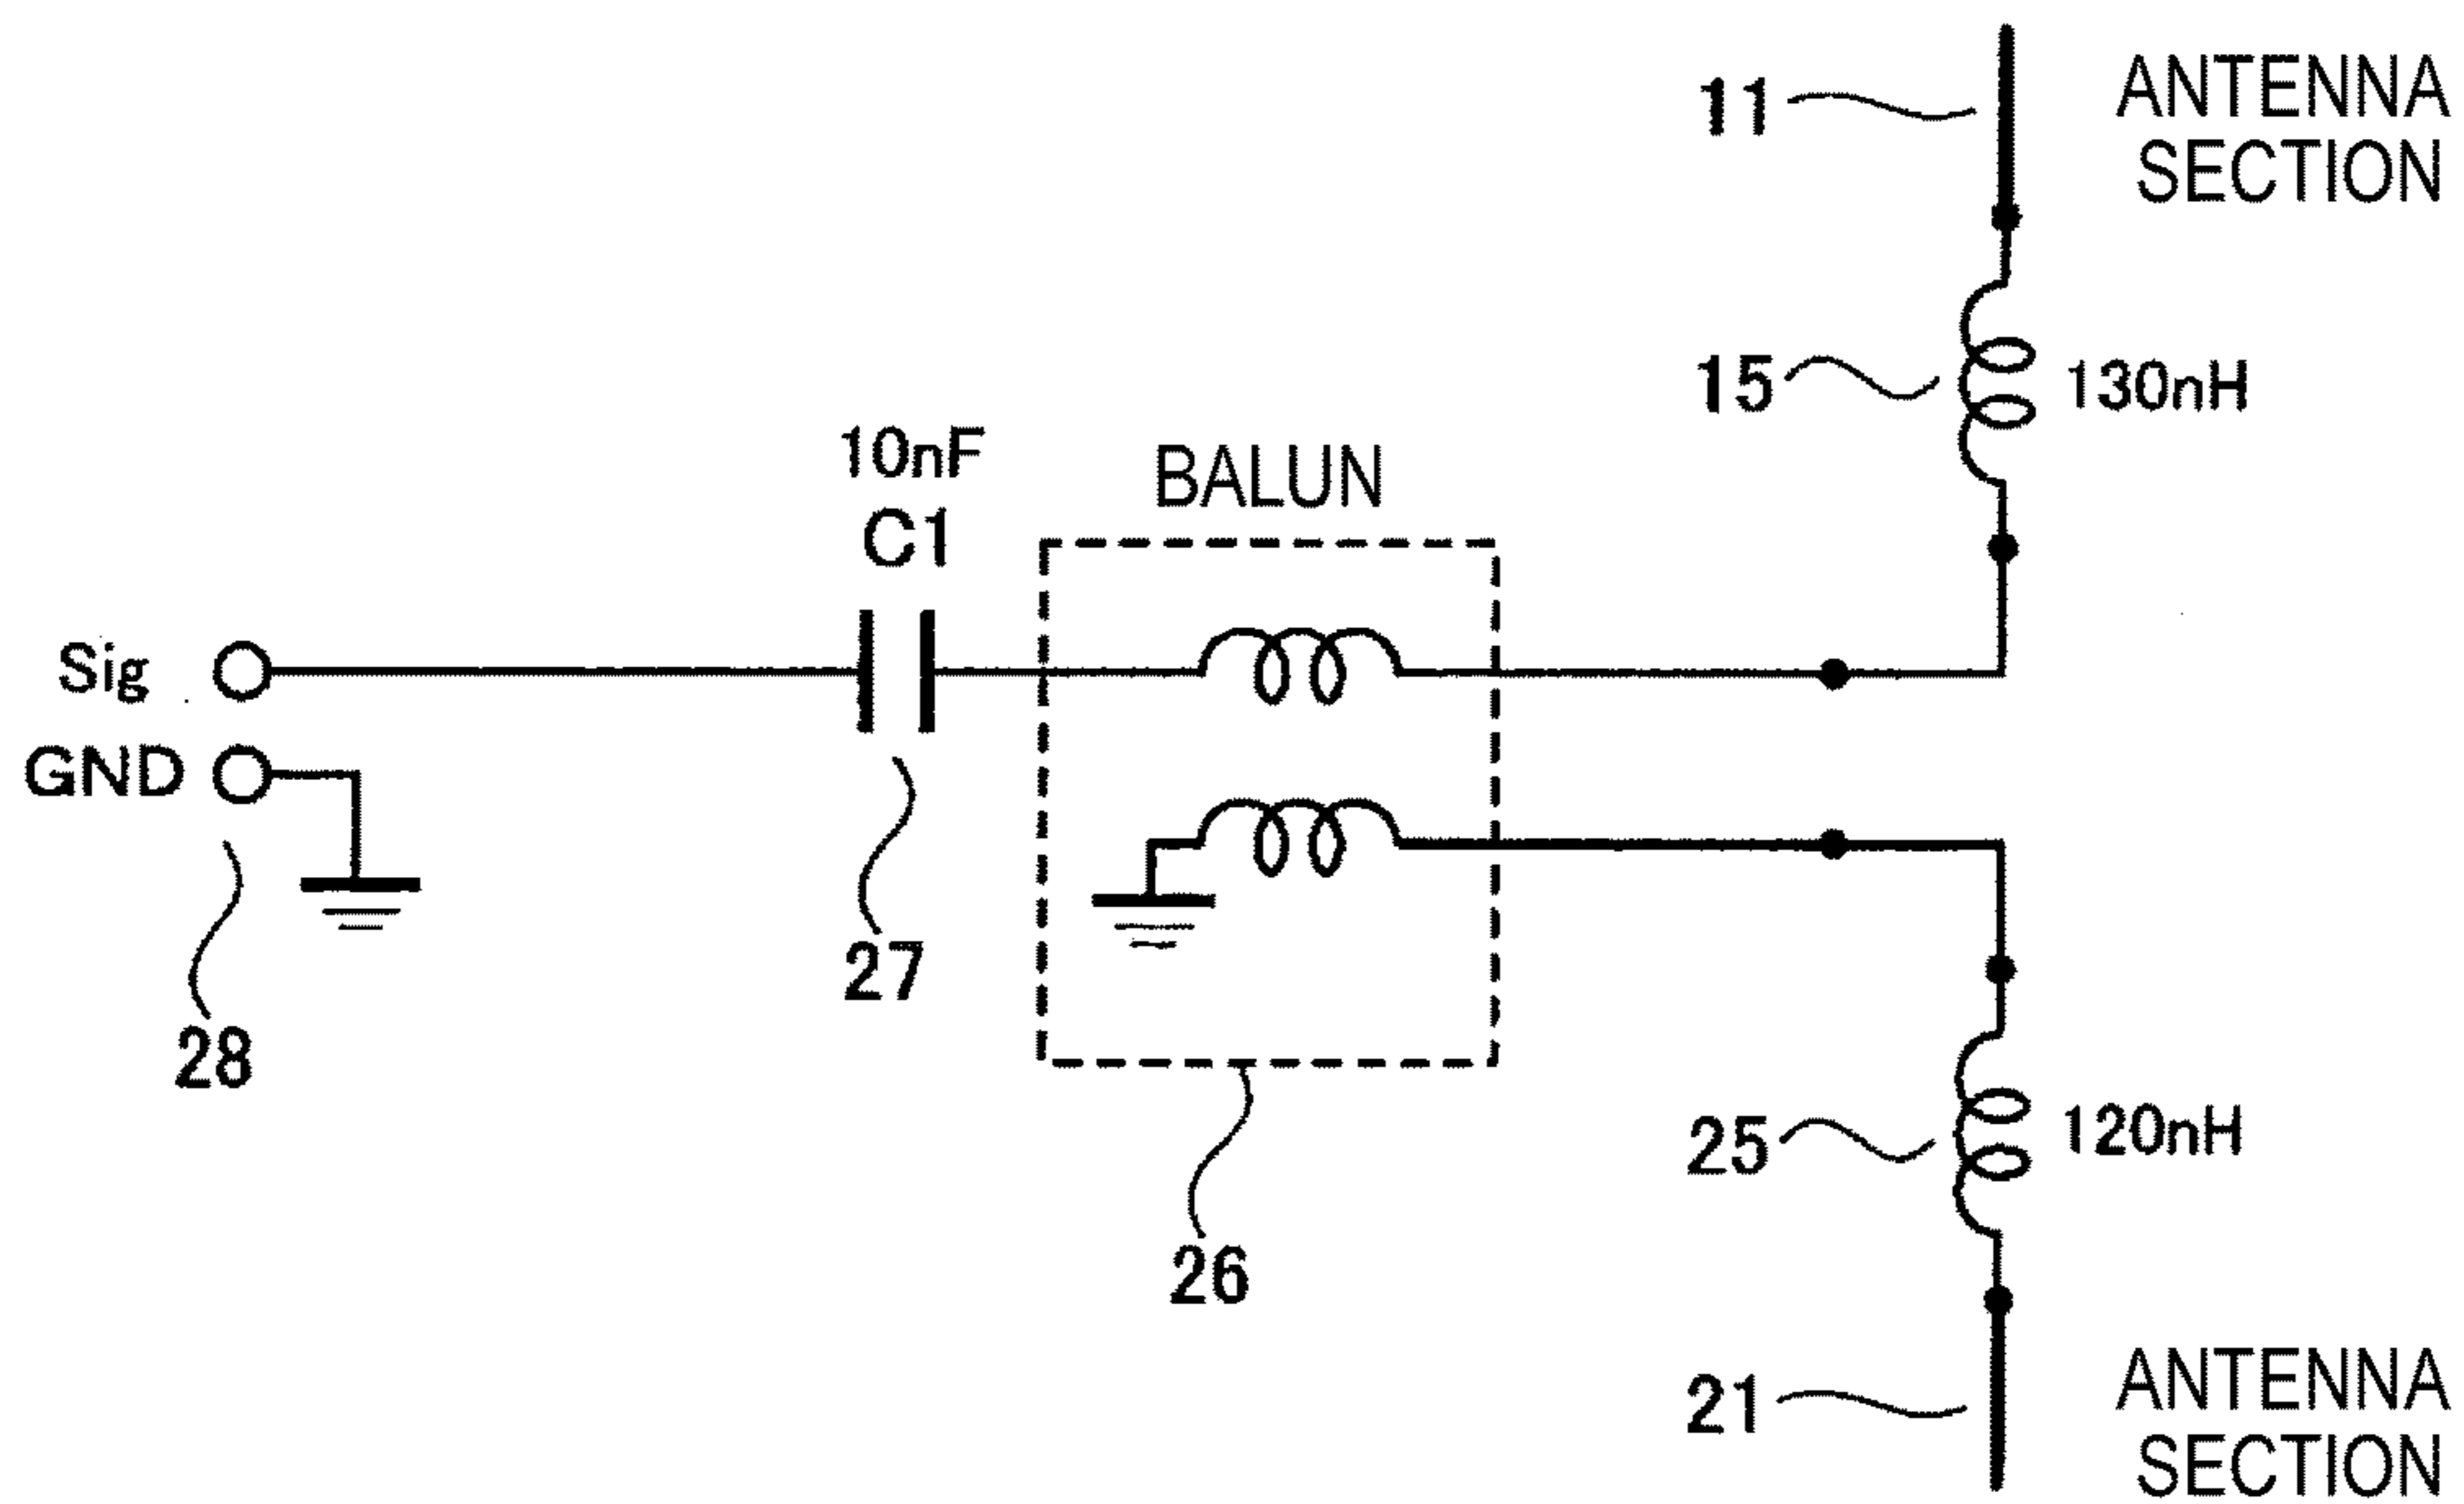 11
ANTENNA
SECTION
15
130nH
10nF
C1
BALUN
Sig
GND
27
28
26
25
120nH
21
ANTENNA
SECTION